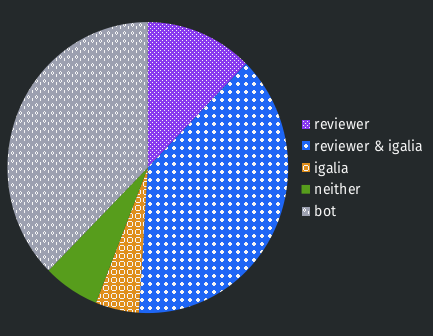 reviewer
reviewer & igalia
igalia
neither
bot